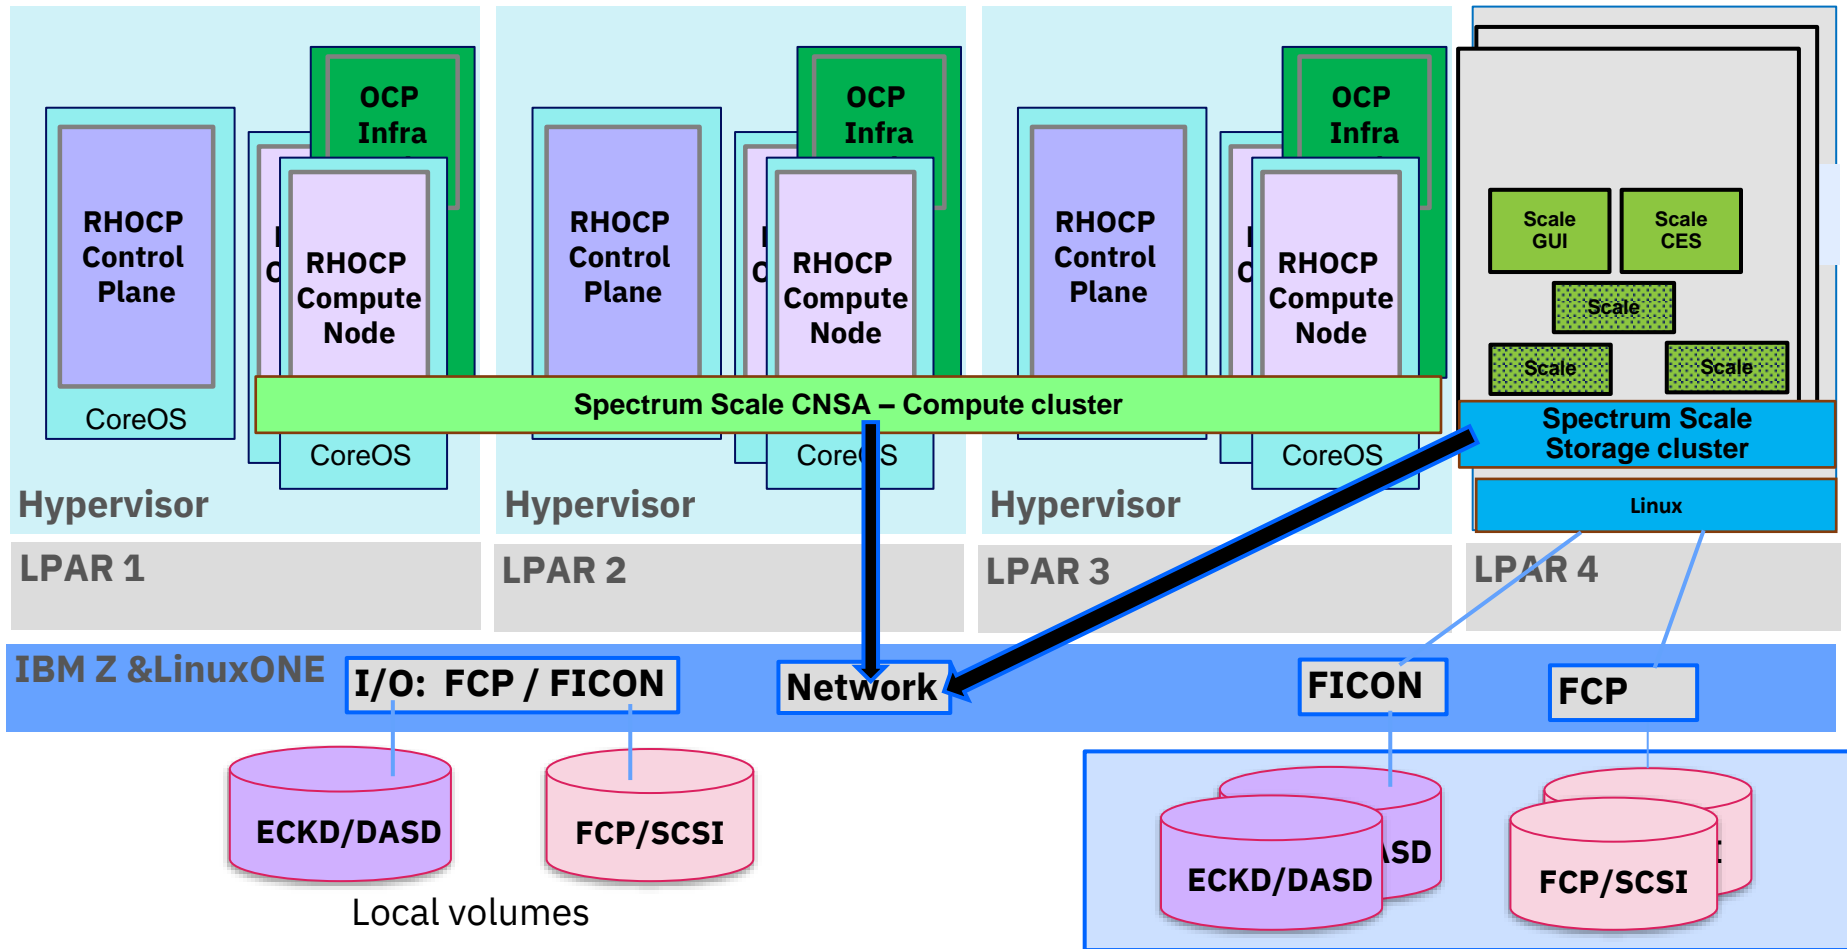 OCP
Infra
OCP
Infra
OCP
Infra
RHOCP
Control
Plane
RHOCP
Compute
Node
RHOCP
Control
Plane
RHOCP
Compute
Node
RHOCP
Control
Plane
RHOCP
Compute
Node
Scale
GUI
Scale
CES
Scale
Scale
Scale
Spectrum Scale CNSA – Compute cluster
Spectrum Scale
Storage cluster
CoreOS
CoreOS
CoreOS
CoreOS
Hypervisor
Hypervisor
Hypervisor
Linux
LPAR 1
LPAR 2
LPAR 3
LPAR 4
IBM Z &LinuxONE
I/O: FCP / FICON
Network
FICON
FCP
ECKD/DASD
FCP/SCSI
ECKD/DASD
FCP/SCSI
Local volumes